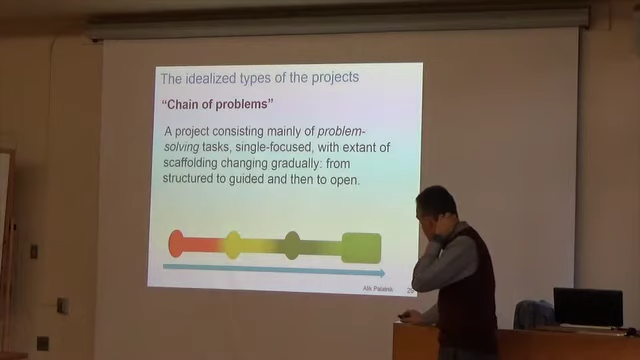 The idealized types of the projects
“Chain of problems”
A project consisting mainly of problem-
solving tasks, single-focused, with extant of
scaffolding changing gradually: from
structured to guided and then to open.
Alik Palatnik